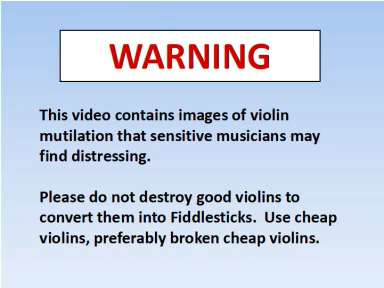 WARNING
This video contains images of violin
mutilation that sensitive musicians may
find distressing.
Please do not destroy good violins to
convert them into Fiddlesticks.  Use cheap
violins, preferably broken cheap violins.